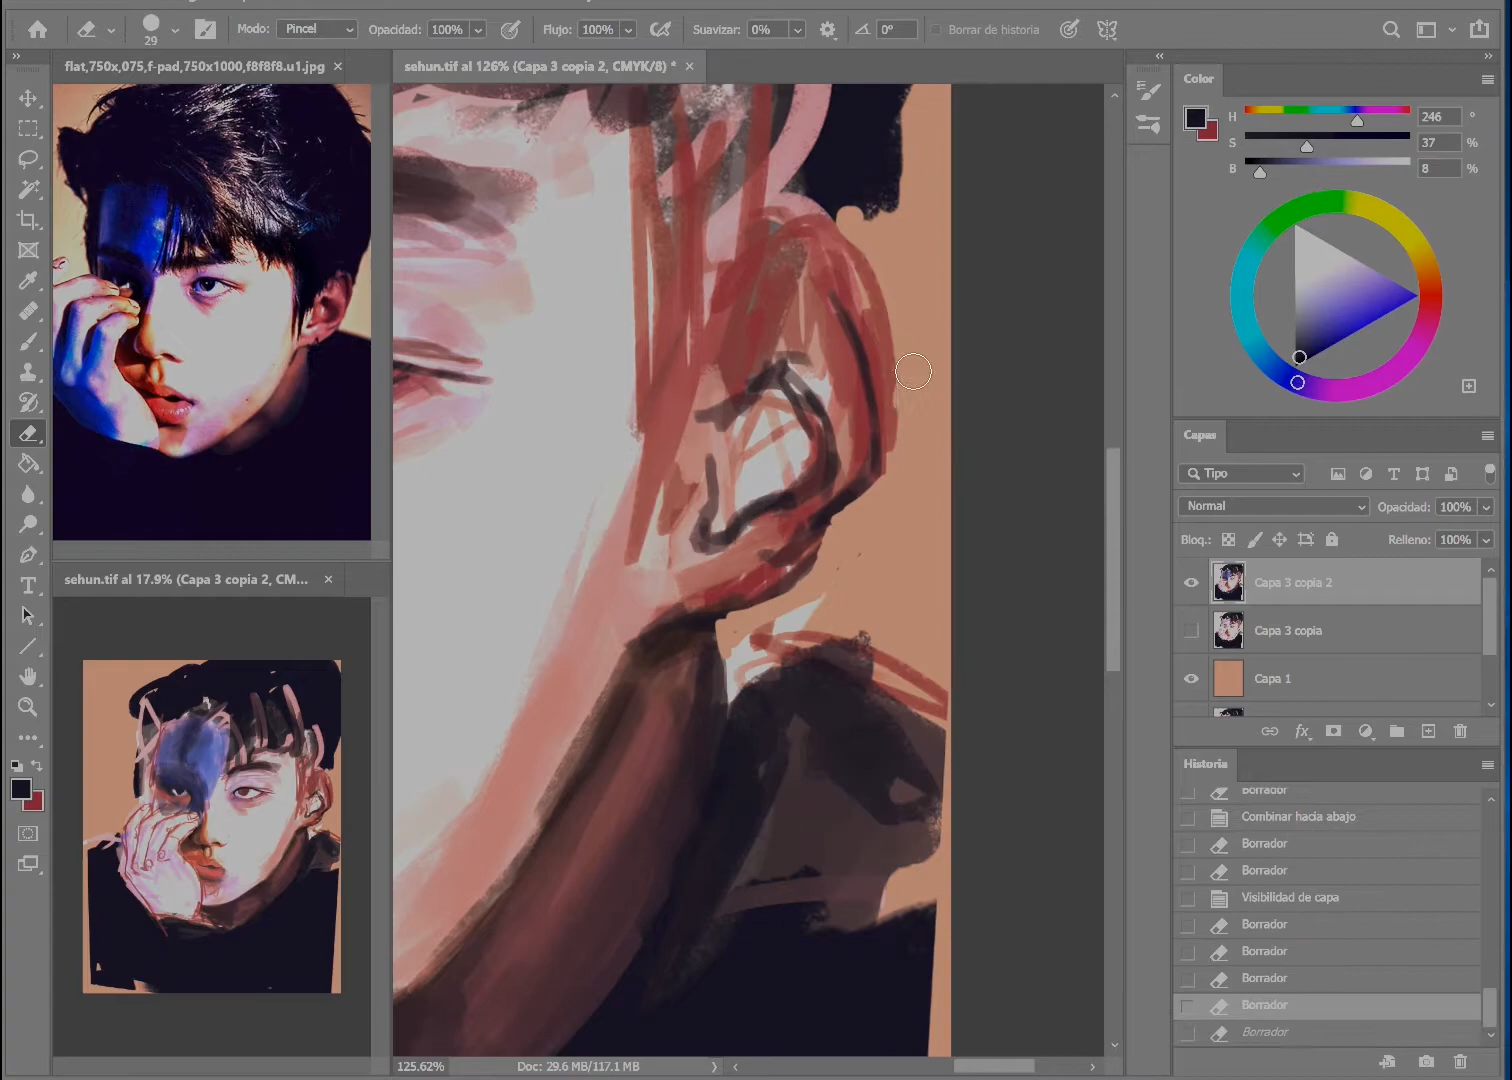 29
Modo:
Pincel
Opacidad: 100%
Flujo: 100%
Suavizar: 0%
0°
Borrar de historia
flat,750x,075,f-pad,750x1000,f8f8f8.u1.jpg
sehun.tif al 126% (Capa 3 copia 2, CMYK/8) *
Color
H 246 °
S 37 %
B 8 %
Capas
Tipo
Normal
Opacidad: 100%
Bloq.:
Relleno: 100%
Capa 3 copia 2
Capa 3 copia
Capa 1
fx
sehun.tif al 17.9% (Capa 3 copia 2, CM...
Historia
Borrador
Combinar hacia abajo
Borrador
Borrador
Visibilidad de capa
Borrador
Borrador
Borrador
Borrador
Borrador
125.62%
Doc: 29.6 MB/117.1 MB